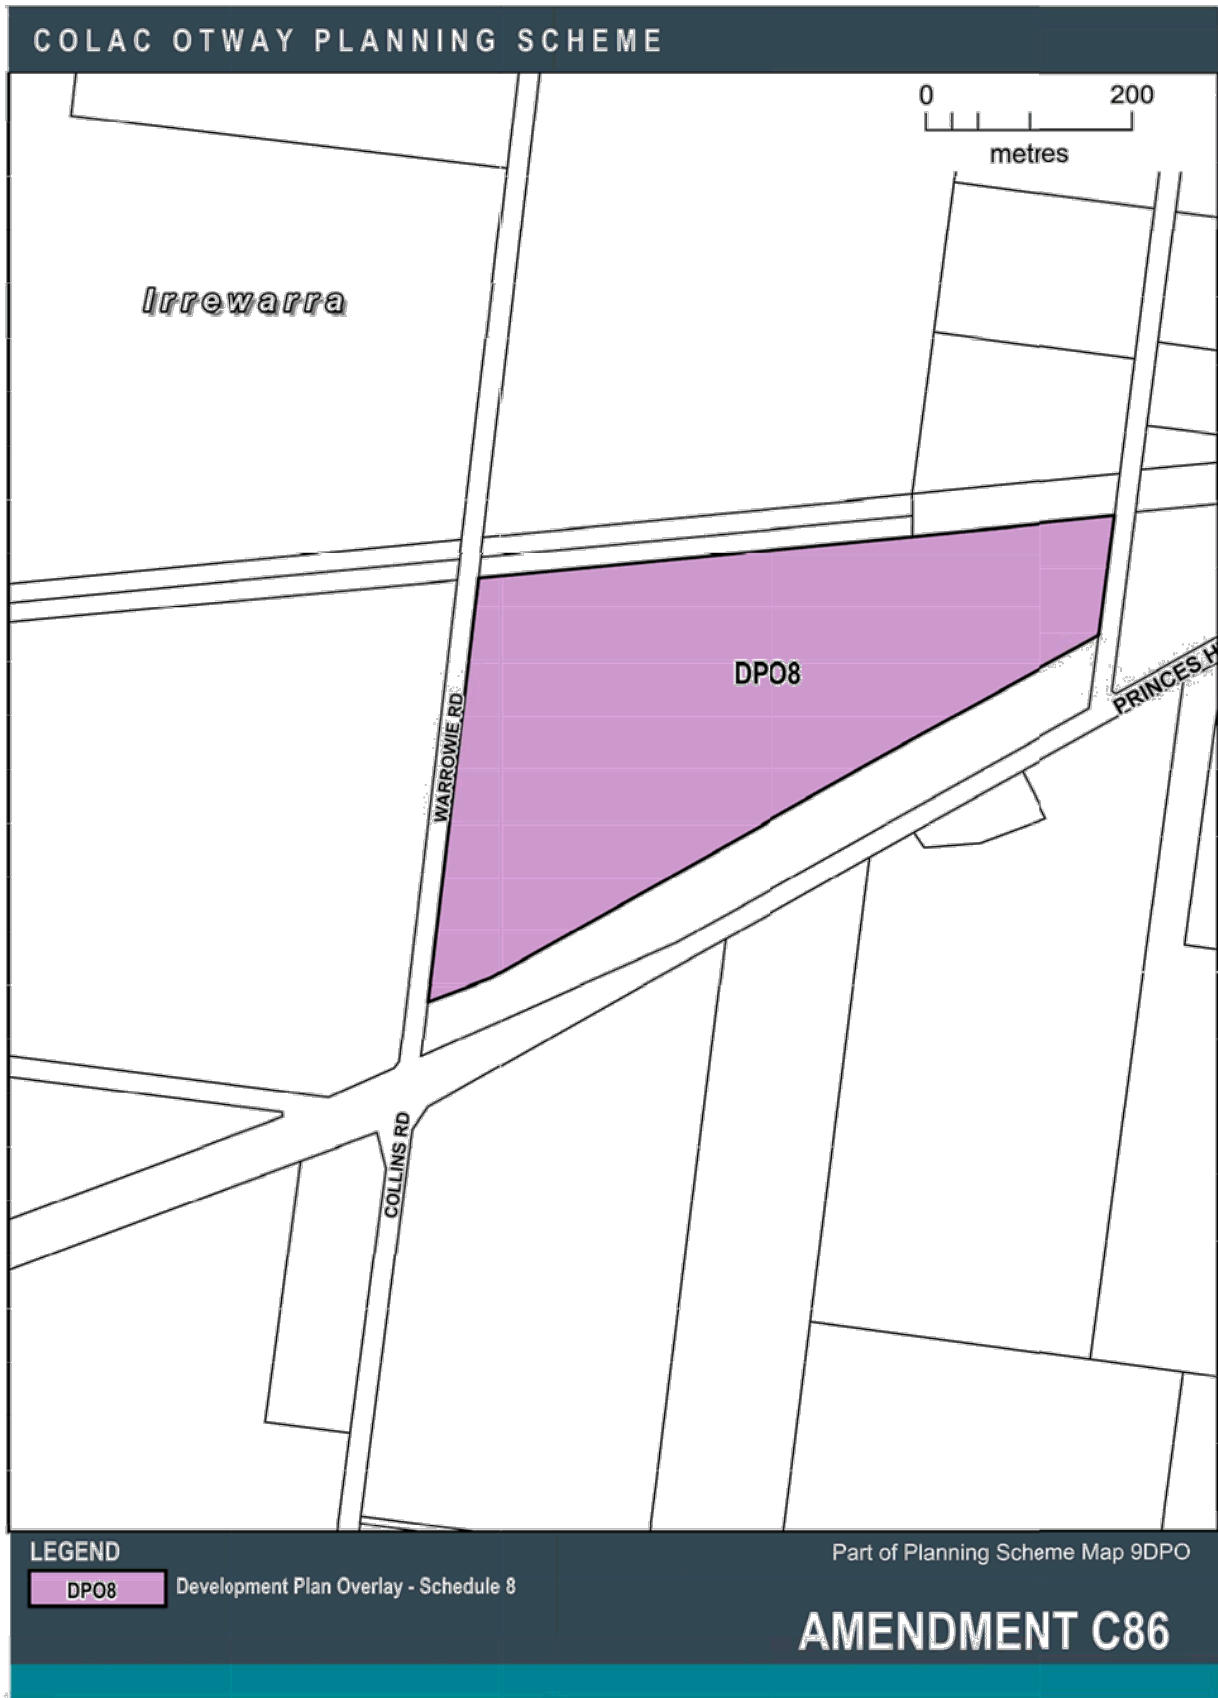 COLAC OTWAY PLANNING SCHEME
0 200
metres
Irrewarra
DPO8
PRINCES H
WARROWIE RD
COLLINS RD
LEGEND
Part of Planning Scheme Map 9DPO
DPO8 Development Plan Overlay - Schedule 8
AMENDMENT C86